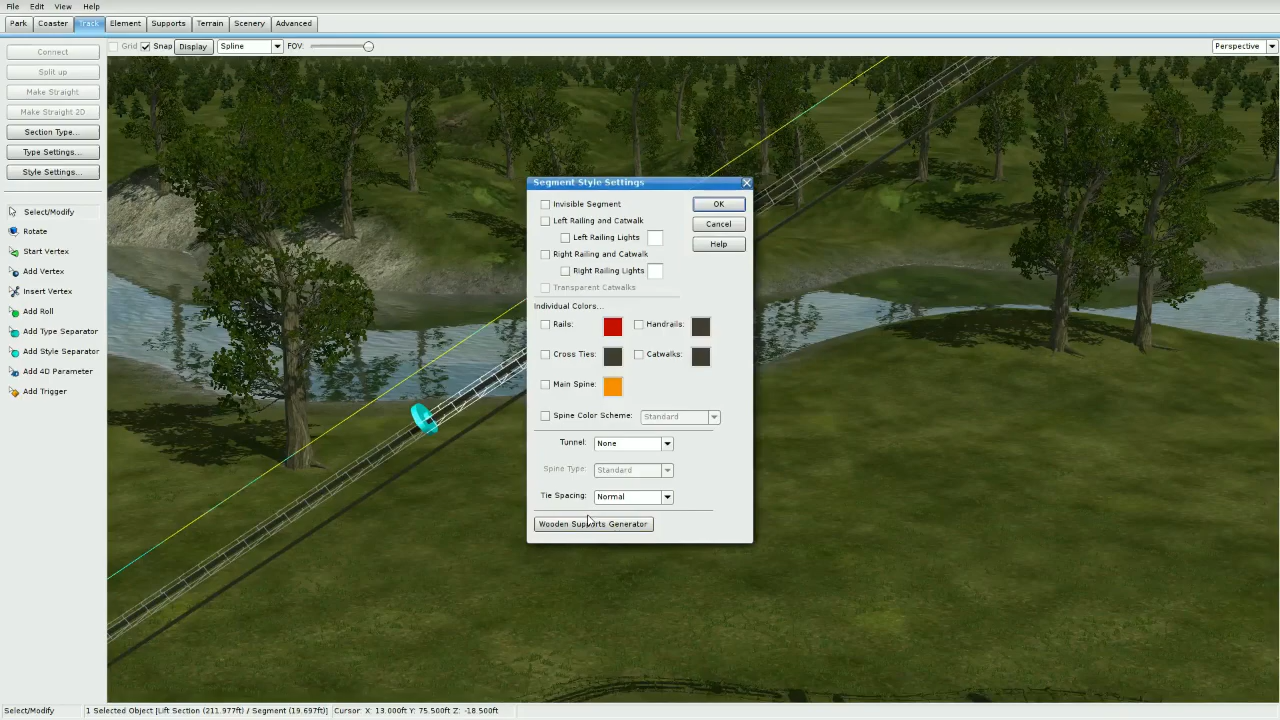 File Edit View Help
Park Coaster Track Element Supports Terrain Scenery Advanced
Grid Snap Display Spline FOV: Perspective
Connect
Split up
Make Straight
Make Straight 2D
Section Type...
Type Settings...
Style Settings...
Select/Modify
Rotate
Start Vertex
Add Vertex
Insert Vertex
Add Roll
Add Type Separator
Add Style Separator
Add 4D Parameter
Add Trigger
Segment Style Settings
Invisible Segment OK
Left Railing and Catwalk Cancel
Left Railing Lights Help
Right Railing and Catwalk
Right Railing Lights
Transparent Catwalks
Individual Colors...
Rails: Handrails:
Cross Ties: Catwalks:
Main Spine:
Spine Color Scheme: Standard
Tunnel: None
Spine Type: Standard
Tie Spacing: Normal
Wooden Supports Generator
Select/Modify 1 Selected Object [Lift Section (211.977ft) / Segment (19.697ft)] Cursor: X: 13.000ft Y: 75.500ft Z: -18.500ft